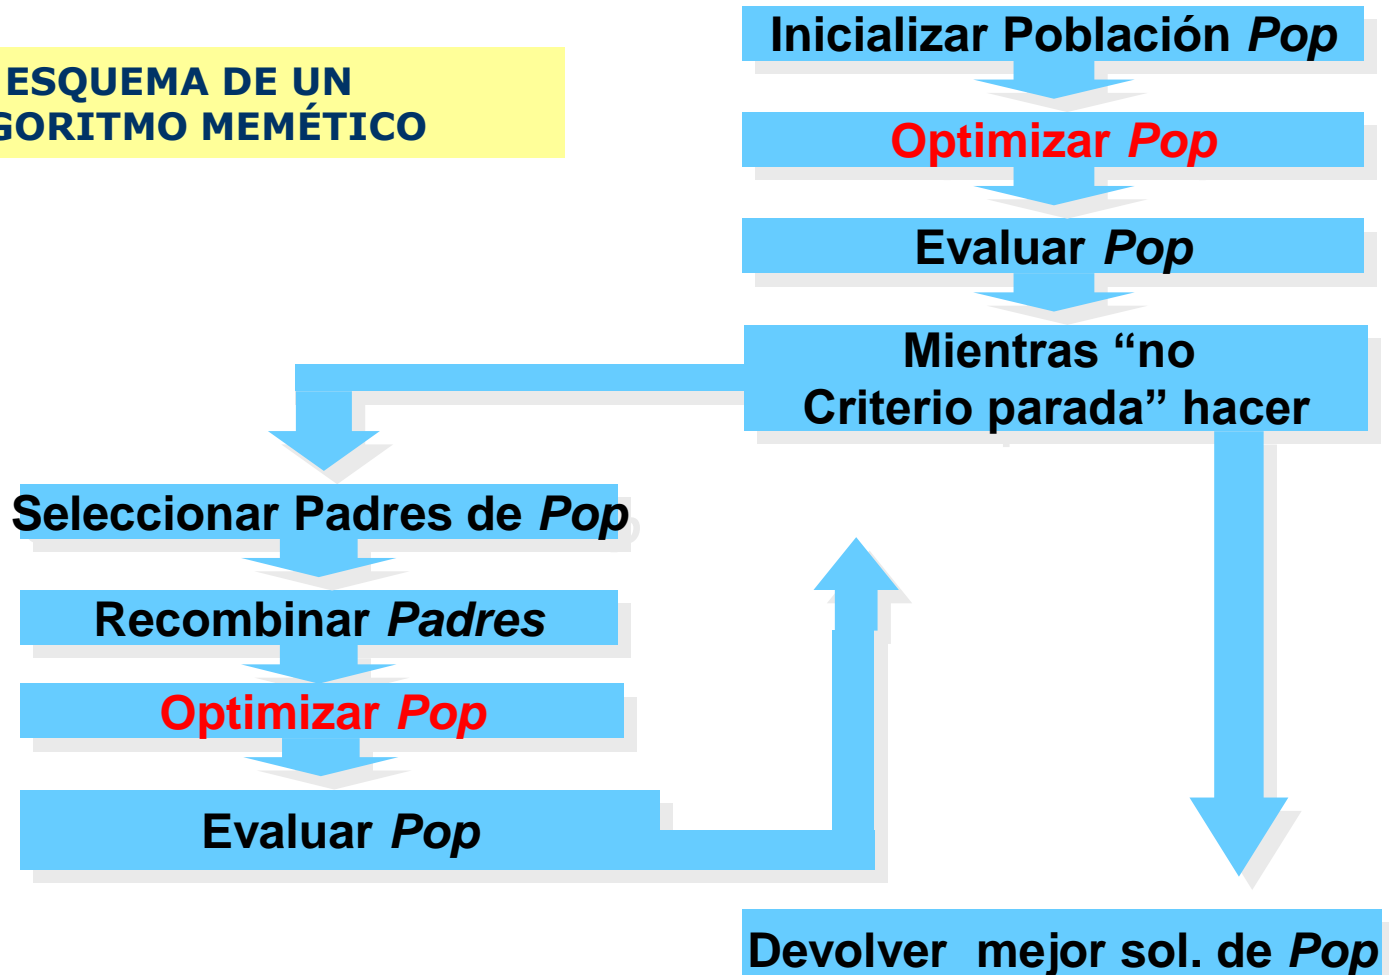 ESQUEMA DE UN
GORITMO MEMÉTICO
Inicializar Población Pop
Optimizar Pop
Evaluar Pop
Mientras “no
Criterio parada” hacer
Seleccionar Padres de Pop
Recombinar Padres
Optimizar Pop
Evaluar Pop
Devolver mejor sol. de Pop